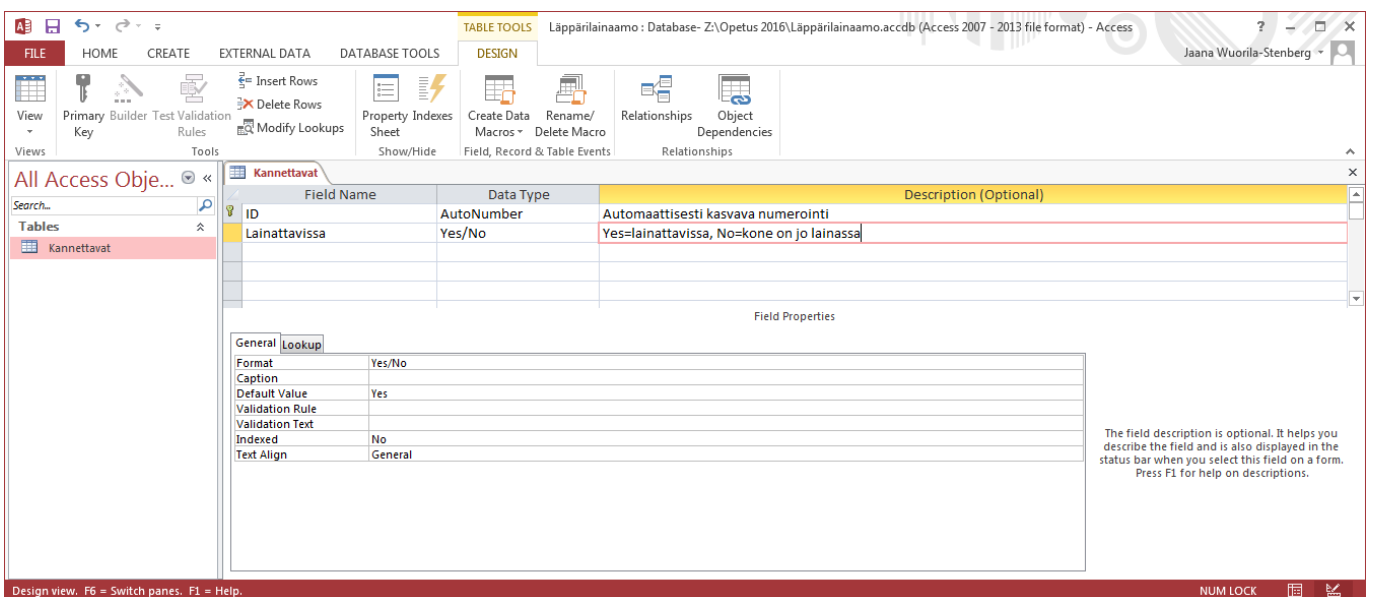 TABLE TOOLS Läppärilainaamo : Database- Z:\Opetus 2016\Läppärilainaamo.accdb (Access 2007 - 2013 file format) - Access
FILE HOME CREATE EXTERNAL DATA DATABASE TOOLS DESIGN Jaana Wuorila-Stenberg
Insert Rows
Delete Rows
Modify Lookups
View Primary Key Builder Test Validation Rules Property Sheet Indexes Create Data Macros Rename/ Delete Macro Relationships Object Dependencies
Views Tools Show/Hide Field, Record & Table Events Relationships
All Access Obje...
Search...
Tables
Kannettavat
Kannettavat
Field Name Data Type Description (Optional)
ID AutoNumber Automaattisesti kasvava numerointi
Lainattavissa Yes/No Yes=lainattavissa, No=kone on jo lainassa
Field Properties
General Lookup
Format Yes/No
Caption
Default Value Yes
Validation Rule
Validation Text
Indexed No
Text Align General
The field description is optional. It helps you
describe the field and is also displayed in the
status bar when you select this field on a form.
Press F1 for help on descriptions.
Design view. F6 = Switch panes. F1 = Help. NUM LOCK